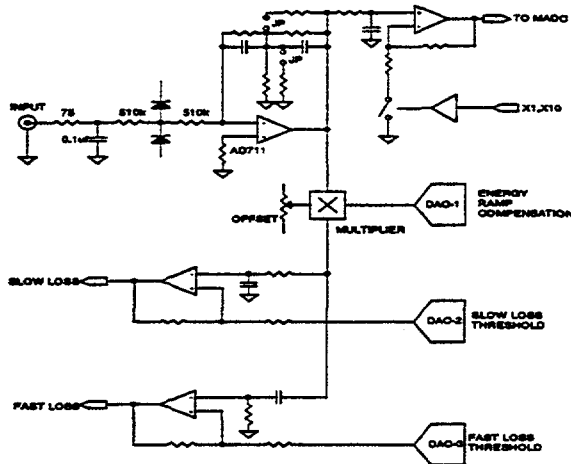 JP
TO MADC
3
JP
INPUT
75
510k
510k
0.1uF
X1,X10
AD711
OFFSET
MULTIPLIER
DAC-1
ENERGY
RAMP
COMPENSATION
SLOW LOSS
DAC-2
SLOW LOSS
THRESHOLD
FAST LOSS
DAC-3
FAST LOSS
THRESHOLD